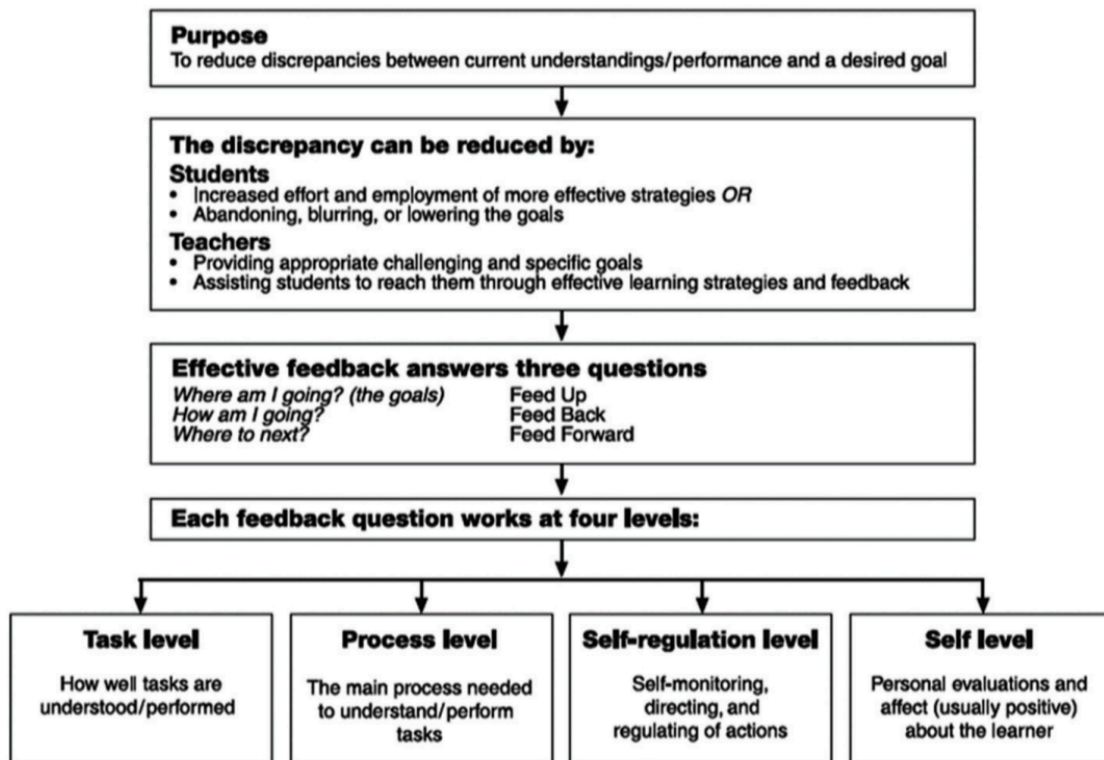 Purpose
To reduce discrepancies between current understandings/performance and a desired goal
The discrepancy can be reduced by:
Students
• Increased effort and employment of more effective strategies OR
• Abandoning, blurring, or lowering the goals
Teachers
• Providing appropriate challenging and specific goals
• Assisting students to reach them through effective learning strategies and feedback
Effective feedback answers three questions
Where am I going? (the goals) Feed Up
How am I going? Feed Back
Where to next? Feed Forward
Each feedback question works at four levels:
Task level
How well tasks are
understood/performed
Process level
The main process needed
to understand/perform
tasks
Self-regulation level
Self-monitoring,
directing, and
regulating of actions
Self level
Personal evaluations and
affect (usually positive)
about the learner